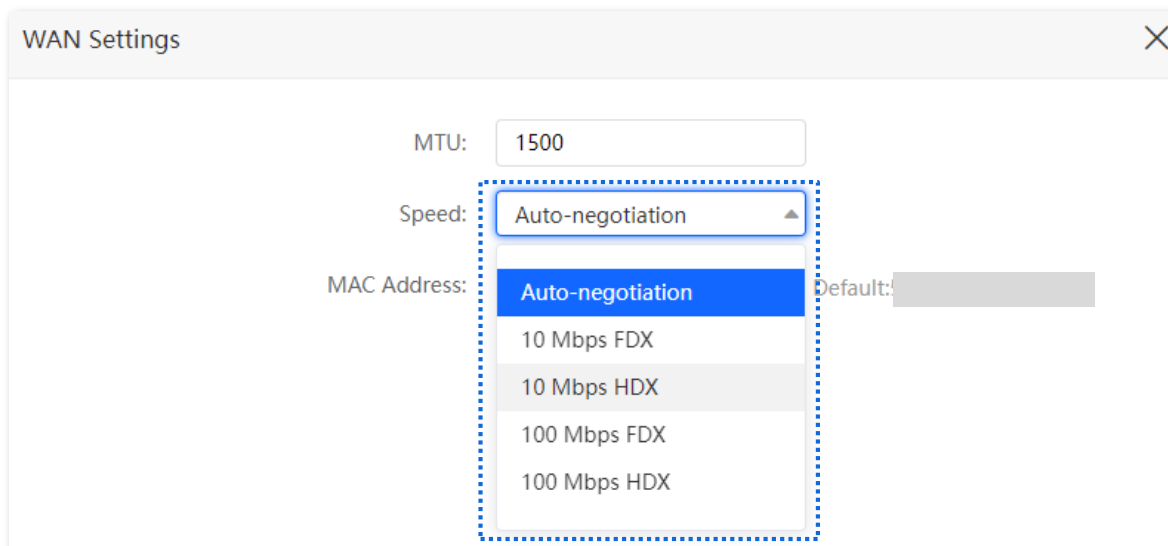 WAN Settings
MTU: 1500
Speed: Auto-negotiation
MAC Address: Default:
Auto-negotiation
10 Mbps FDX
10 Mbps HDX
100 Mbps FDX
100 Mbps HDX